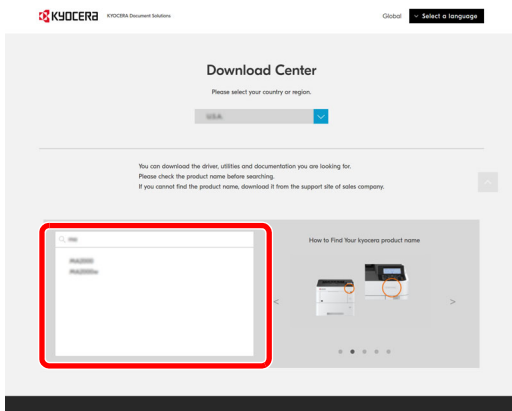 KYOCERA KYOCERA Document Solutions Global Select a language
Download Center
Please select your country or region.
U.S.A.
You can download the driver, utilities and documentation you are looking for.
Please check the product name before searching.
If you cannot find the product name, download it from the support site of sales company.
ma
MA2000
MA2000w
How to Find Your kyocera product name
< >